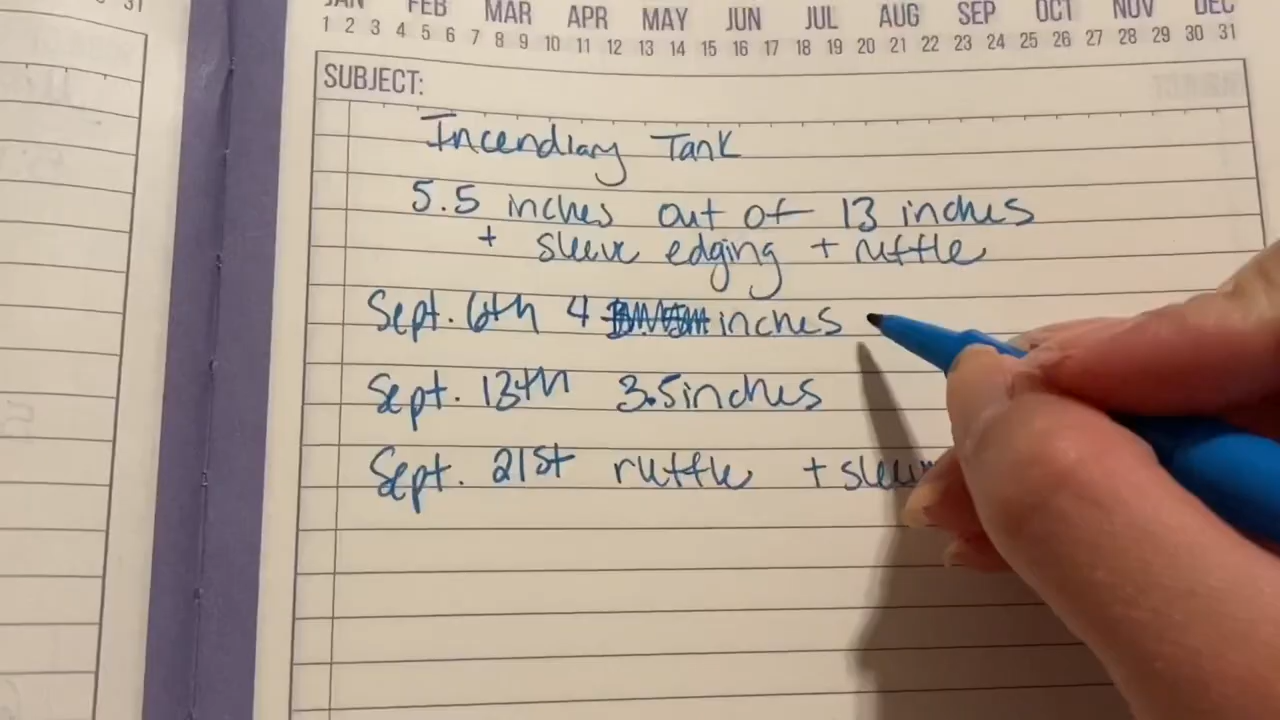 31
JAN FEB MAR APR MAY JUN JUL AUG SEP OCT NOV DEC
1 2 3 4 5 6 7 8 9 10 11 12 13 14 15 16 17 18 19 20 21 22 23 24 25 26 27 28 29 30 31
SUBJECT:
Incendiary Tank
5.5 inches out of 13 inches
+ sleeve edging + ruffle
Sept. 6th 4 inches
Sept. 13th 3.5 inches
Sept. 21st ruffle + sleev